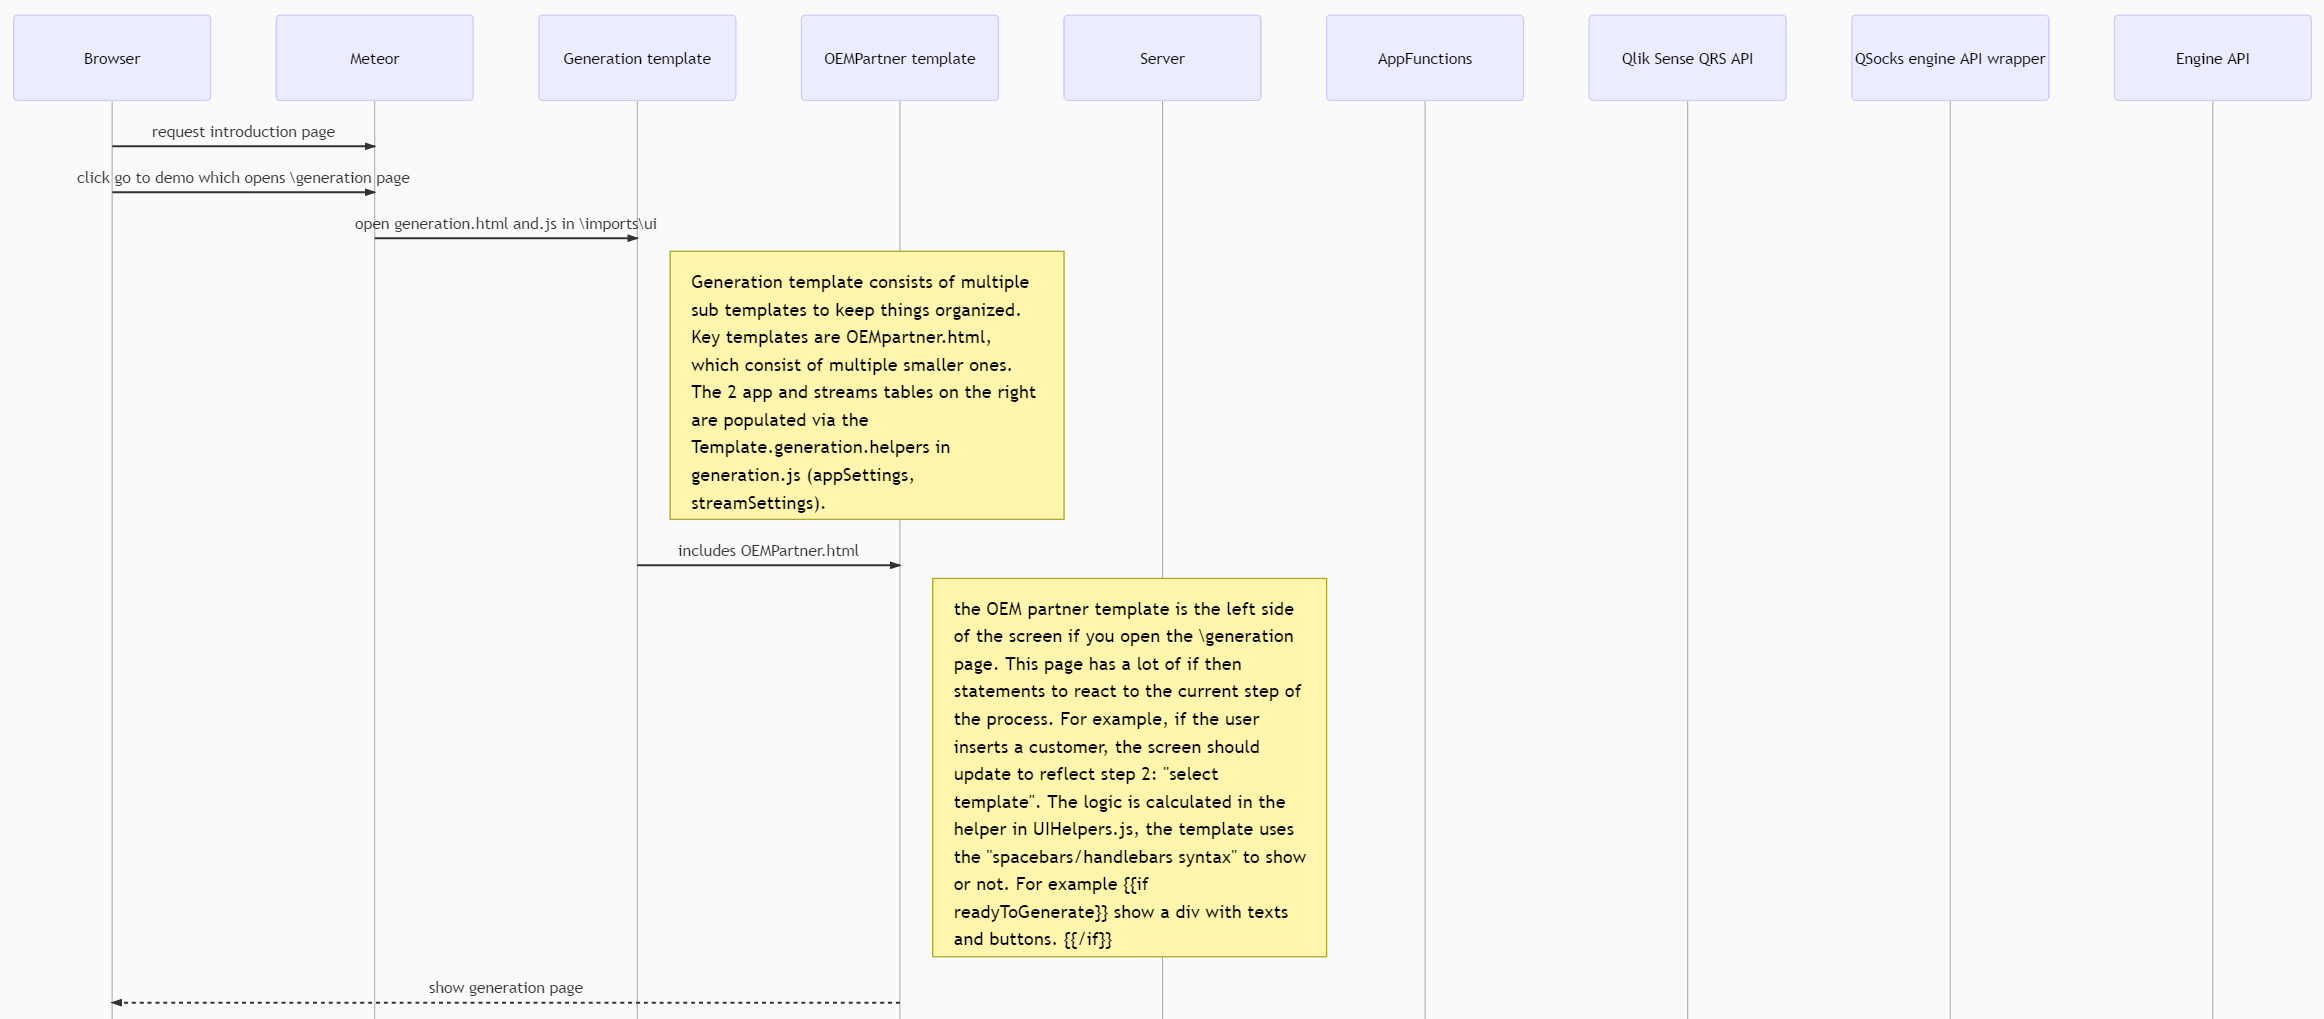 Browser
Meteor
Generation template
OEMPartner template
Server
AppFunctions
Qlik Sense QRS API
QSocks engine API wrapper
Engine API
request introduction page
click go to demo which opens \generation page
open generation.html and.js in \imports\ui
Generation template consists of multiple
sub templates to keep things organized.
Key templates are OEMpartner.html,
which consist of multiple smaller ones.
The 2 app and streams tables on the right
are populated via the
Template.generation.helpers in
generation.js (appSettings,
streamSettings).
includes OEMPartner.html
the OEM partner template is the left side
of the screen if you open the \generation
page. This page has a lot of if then
statements to react to the current step of
the process. For example, if the user
inserts a customer, the screen should
update to reflect step 2: "select
template". The logic is calculated in the
helper in UIHelpers.js, the template uses
the "spacebars/handlebars syntax" to show
or not. For example {{if
readyToGenerate}} show a div with texts
and buttons. {{/if}}
show generation page